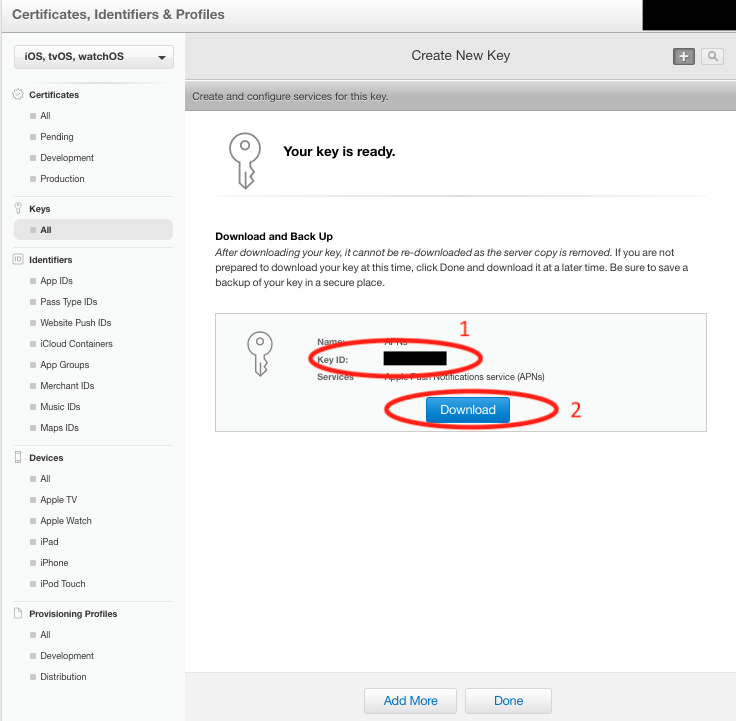 Certificates, Identifiers & Profiles
iOS, tvOS, watchOS
Create New Key
Create and configure services for this key.
Certificates
All
Pending
Development
Production
Keys
All
ID
Identifiers
App IDs
Pass Type IDs
Website Push IDs
iCloud Containers
App Groups
Merchant IDs
Music IDs
Maps IDs
Devices
All
Apple TV
Apple Watch
iPad
iPhone
iPod Touch
Provisioning Profiles
All
Development
Distribution
Your key is ready.
Download and Back Up
After downloading your key, it cannot be re-downloaded as the server copy is removed. If you are not
prepared to download your key at this time, click Done and download it at a later time. Be sure to save a
backup of your key in a secure place.
1
Name: APNs
Key ID:
Services Apple Push Notifications service (APNs)
Download 2
Add More Done